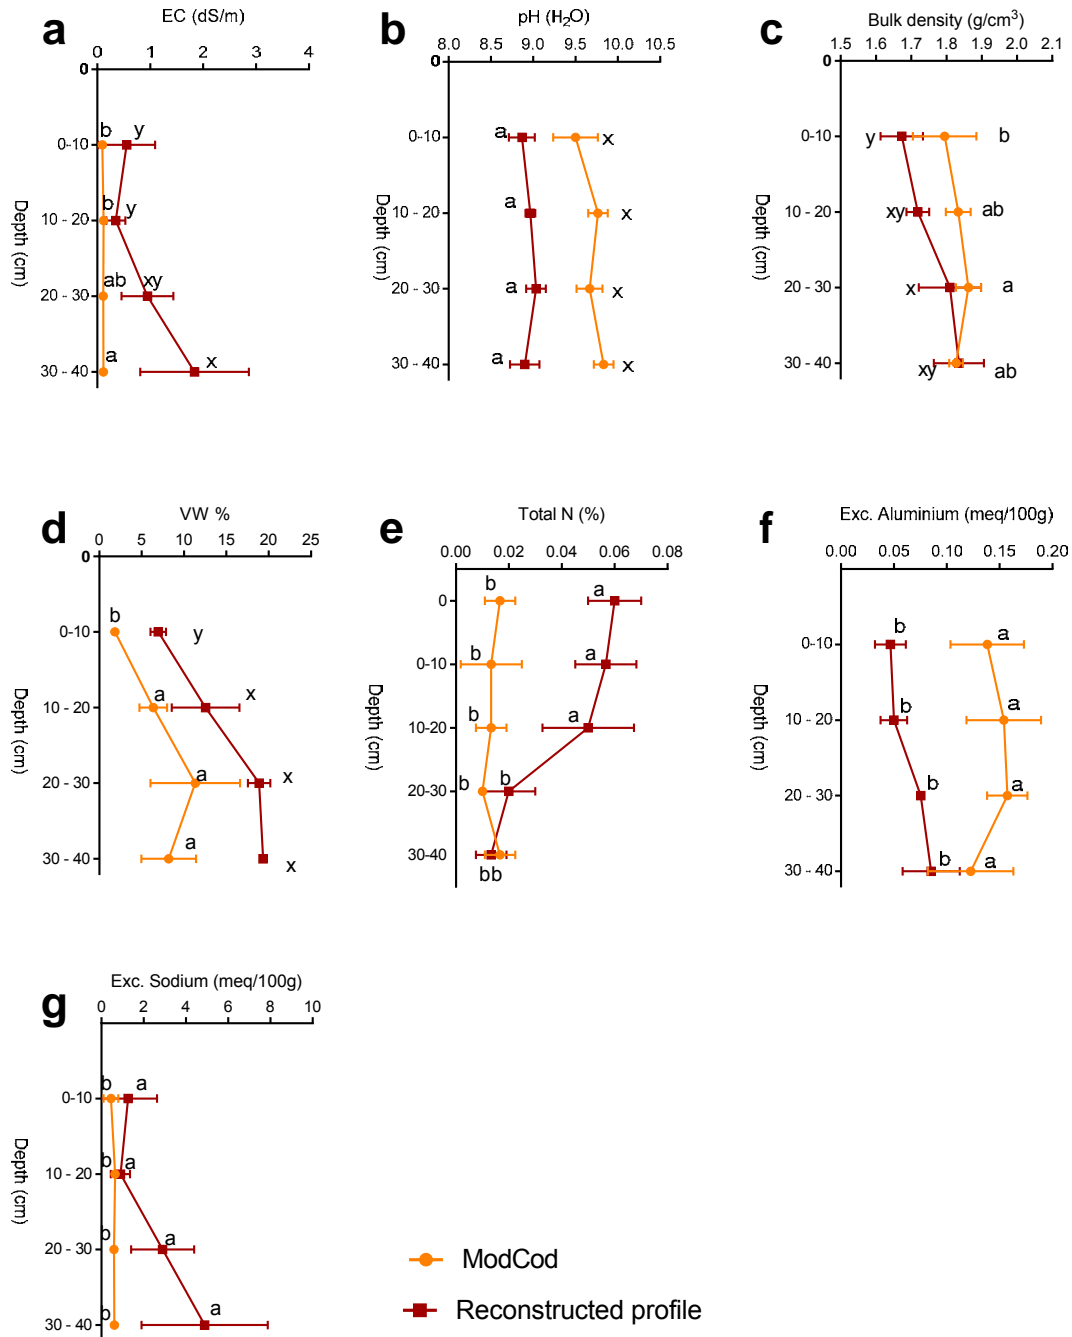 a
EC (dS/m)
0 1 2 3 4
0
b y
0-10
b y
10 - 20
ab xy
20 - 30
a x
30 - 40
Depth (cm)
b
pH (H₂O)
8.0 8.5 9.0 9.5 10.0 10.5
0
a x
0-10
a x
10 - 20
a x
20 - 30
a x
30 - 40
Depth (cm)
c
Bulk density (g/cm³)
1.5 1.6 1.7 1.8 1.9 2.0 2.1
0
0-10
y b
10 - 20
xy ab
20 - 30
x a
30 - 40
xy ab
Depth (cm)
d
VW %
0 5 10 15 20 25
0
b y
0-10
a x
10 - 20
a x
20 - 30
a x
30 - 40
Depth (cm)
e
Total N (%)
0.00 0.02 0.04 0.06 0.08
b a
0
b a
0-10
b a
10-20
b b
20-30
30-40
bb
Depth (cm)
f
Exc. Aluminium (meq/100g)
0.00 0.05 0.10 0.15 0.20
b a
0-10
b a
10 - 20
b a
20 - 30
b a
30 - 40
Depth (cm)
g
Exc. Sodium (meq/100g)
0 2 4 6 8 10
b a
0-10
b a
10 - 20
b a
20 - 30
b a
30 - 40
Depth (cm)
ModCod
Reconstructed profile